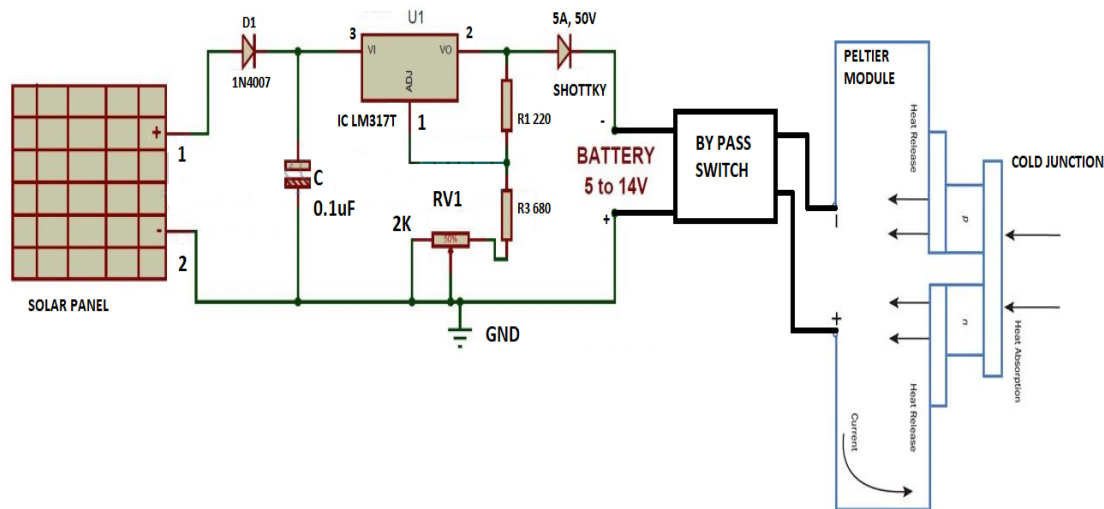 D1
1N4007
U1
3
VI
VO
2
ADJ
1
IC LM317T
5A, 50V
SHOTTKY
R1 220
+
1
-
2
SOLAR PANEL
C
0.1uF
RV1
2K
50%
R3 680
GND
-
BATTERY
5 to 14V
+
BY PASS
SWITCH
PELTIER
MODULE
Heat Release
COLD JUNCTION
p
n
Heat Absorption
Heat Release
Current
-
+